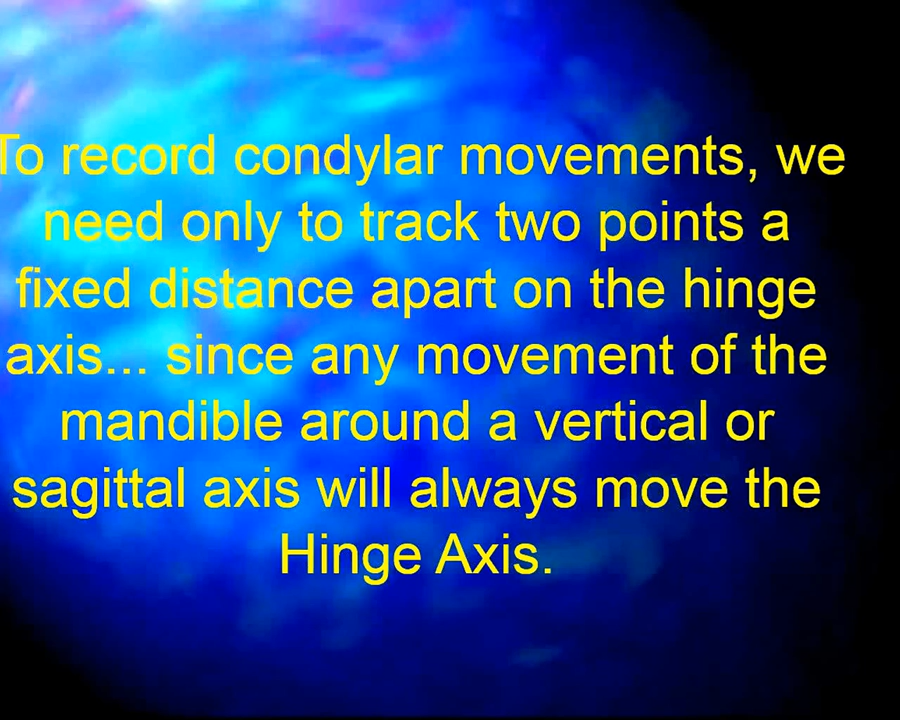 To record condylar movements, we
need only to track two points a
fixed distance apart on the hinge
axis... since any movement of the
mandible around a vertical or
sagittal axis will always move the
Hinge Axis.